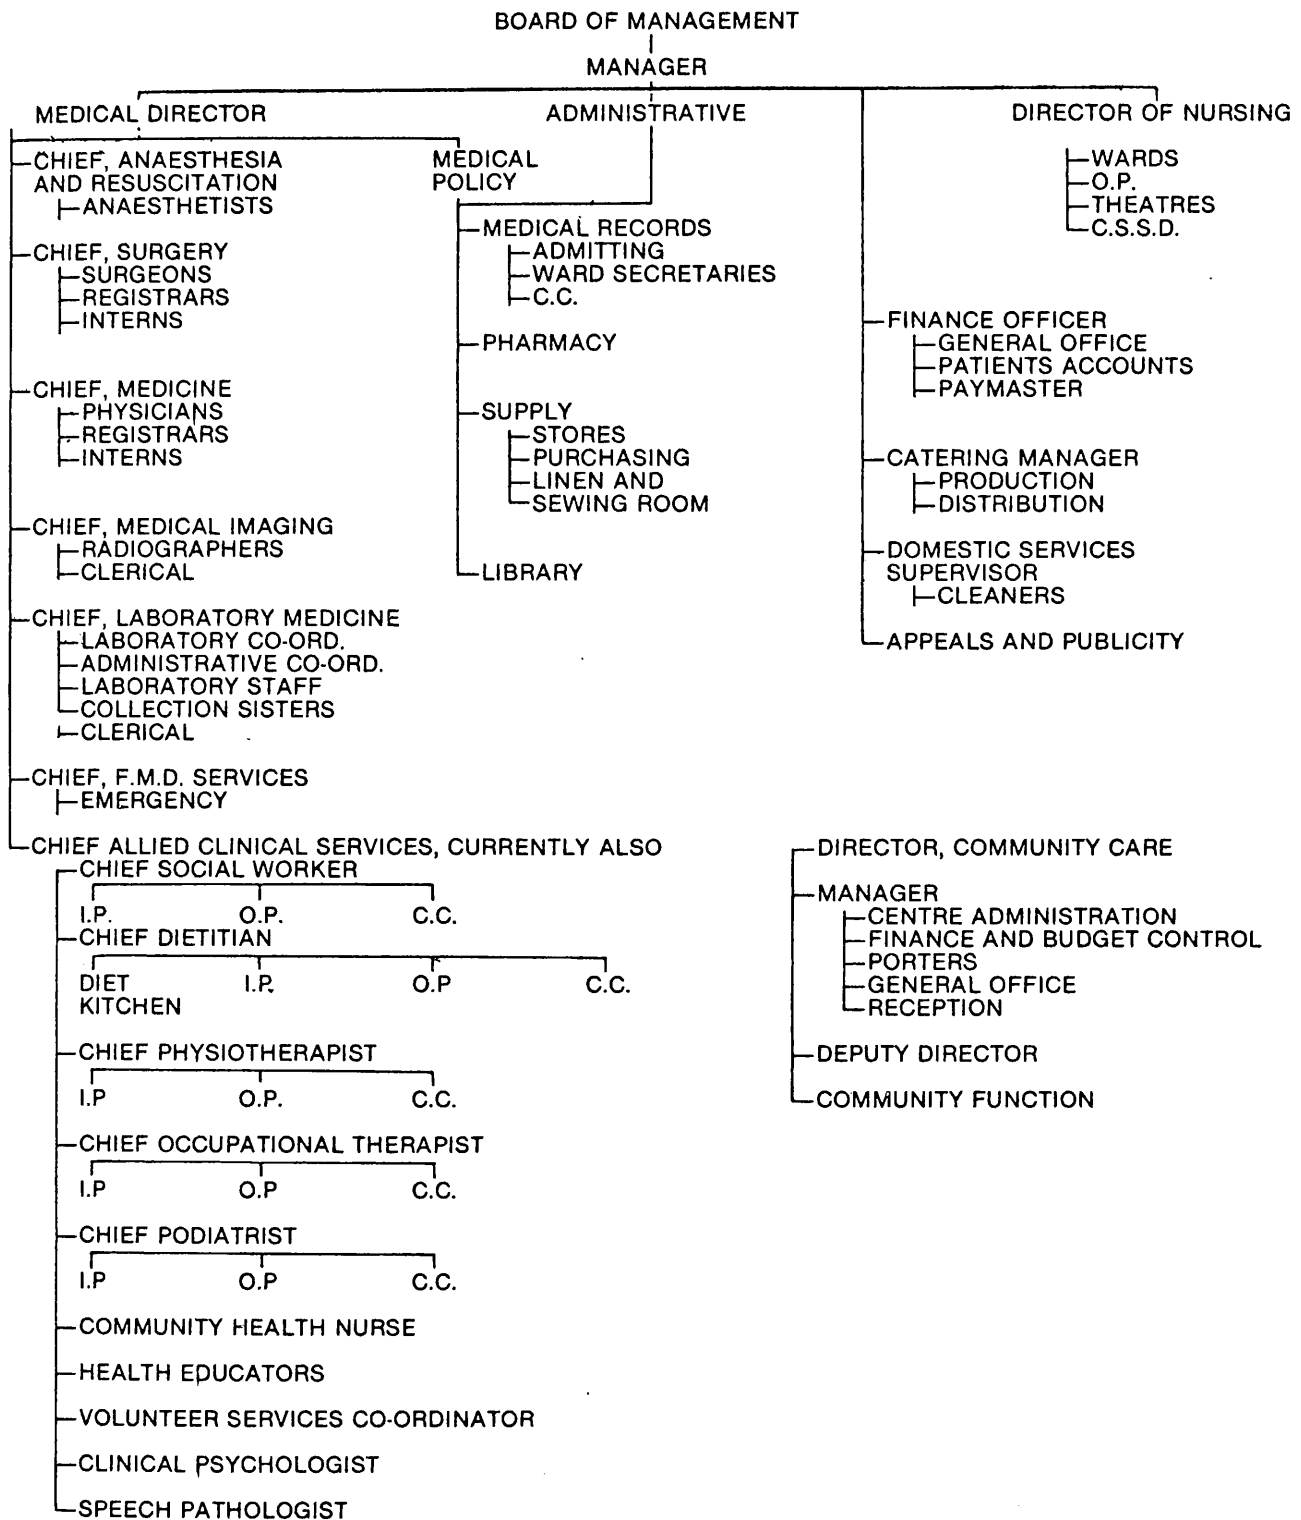 BOARD OF MANAGEMENT
MANAGER
MEDICAL DIRECTOR
ADMINISTRATIVE
DIRECTOR OF NURSING
CHIEF, ANAESTHESIA
AND RESUSCITATION
ANAESTHETISTS
CHIEF, SURGERY
SURGEONS
REGISTRARS
INTERNS
CHIEF, MEDICINE
PHYSICIANS
REGISTRARS
INTERNS
CHIEF, MEDICAL IMAGING
RADIOGRAPHERS
CLERICAL
CHIEF, LABORATORY MEDICINE
LABORATORY CO-ORD.
ADMINISTRATIVE CO-ORD.
LABORATORY STAFF
COLLECTION SISTERS
CLERICAL
CHIEF, F.M.D. SERVICES
EMERGENCY
MEDICAL
POLICY
MEDICAL RECORDS
ADMITTING
WARD SECRETARIES
C.C.
PHARMACY
SUPPLY
STORES
PURCHASING
LINEN AND
SEWING ROOM
LIBRARY
WARDS
O.P.
THEATRES
C.S.S.D.
FINANCE OFFICER
GENERAL OFFICE
PATIENTS ACCOUNTS
PAYMASTER
CATERING MANAGER
PRODUCTION
DISTRIBUTION
DOMESTIC SERVICES
SUPERVISOR
CLEANERS
APPEALS AND PUBLICITY
CHIEF ALLIED CLINICAL SERVICES, CURRENTLY ALSO
CHIEF SOCIAL WORKER
I.P. O.P. C.C.
CHIEF DIETITIAN
DIET I.P. O.P C.C.
KITCHEN
CHIEF PHYSIOTHERAPIST
I.P O.P. C.C.
CHIEF OCCUPATIONAL THERAPIST
I.P O.P C.C.
CHIEF PODIATRIST
I.P O.P C.C.
COMMUNITY HEALTH NURSE
HEALTH EDUCATORS
VOLUNTEER SERVICES CO-ORDINATOR
CLINICAL PSYCHOLOGIST
SPEECH PATHOLOGIST
DIRECTOR, COMMUNITY CARE
MANAGER
CENTRE ADMINISTRATION
FINANCE AND BUDGET CONTROL
PORTERS
GENERAL OFFICE
RECEPTION
DEPUTY DIRECTOR
COMMUNITY FUNCTION